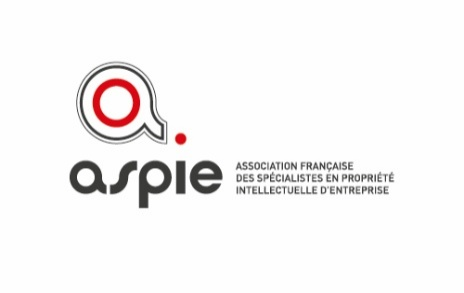 a.
aspie
ASSOCIATION FRANÇAISE
DES SPÉCIALISTES EN PROPRIÉTÉ
INTELLECTUELLE D'ENTREPRISE